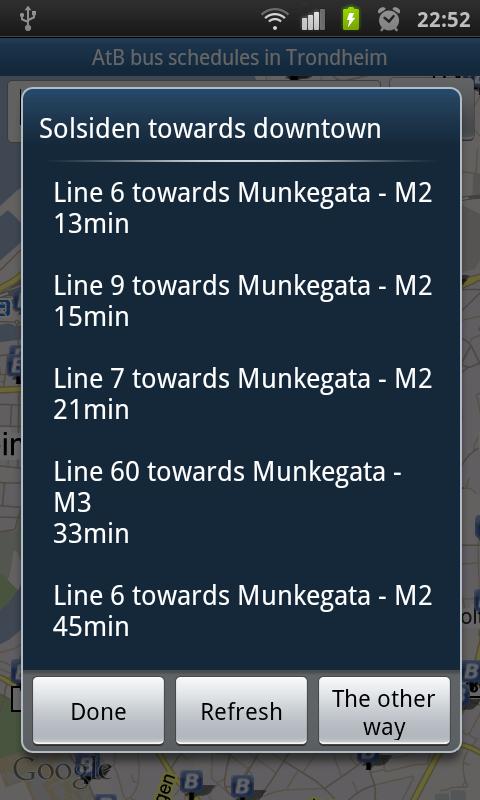 22:52
AtB bus schedules in Trondheim
Solsiden towards downtown
Line 6 towards Munkegata - M2
13min
Line 9 towards Munkegata - M2
15min
Line 7 towards Munkegata - M2
21min
Line 60 towards Munkegata -
M3
33min
Line 6 towards Munkegata - M2
45min
Done
Refresh
The other
way
Google